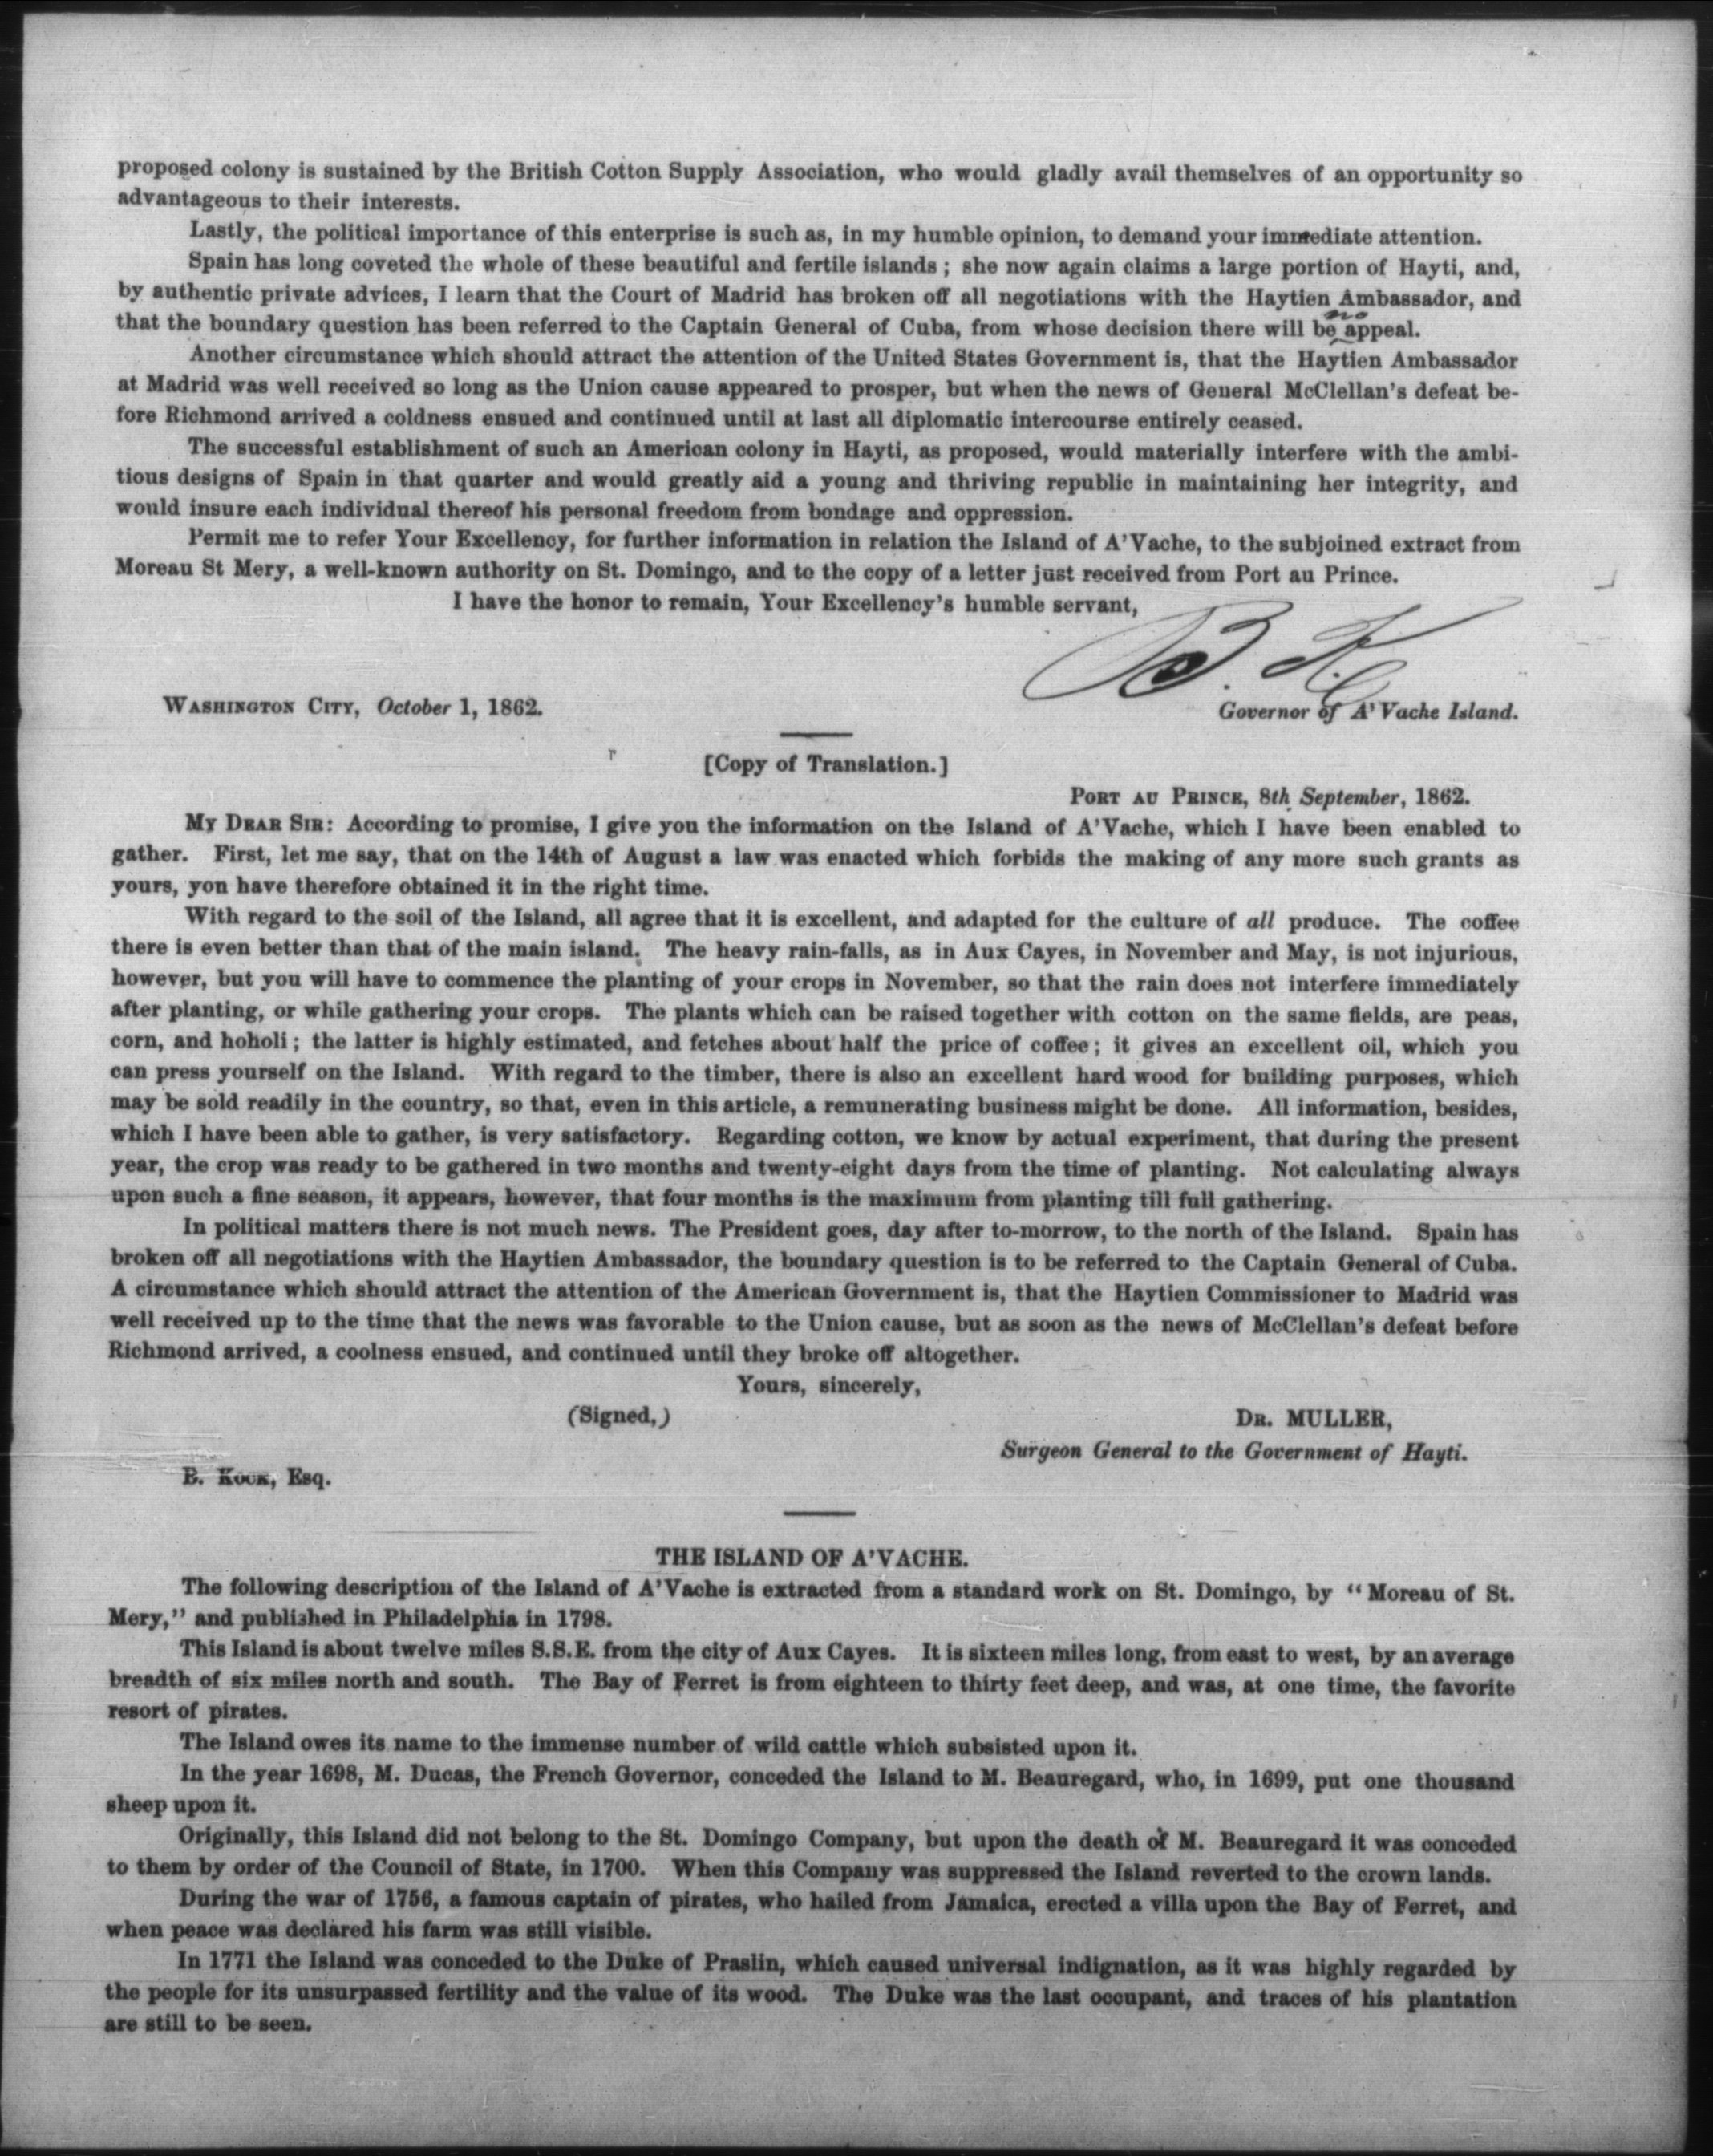 proposed colony is sustained by the British Cotton Supply Association, who would gladly avail themselves of an opportunity so
advantageous to their interests.
Lastly, the political importance of this enterprise is such as, in my humble opinion, to demand your immediate attention.
Spain has long coveted the whole of these beautiful and fertile islands; she now again claims a large portion of Hayti, and,
by authentic private advices, I learn that the Court of Madrid has broken off all negotiations with the Haytien Ambassador, and
that the boundary question has been referred to the Captain General of Cuba, from whose decision there will be no appeal.
Another circumstance which should attract the attention of the United States Government is, that the Haytien Ambassador
at Madrid was well received so long as the Union cause appeared to prosper, but when the news of General McClellan's defeat be-
fore Richmond arrived a coldness ensued and continued until at last all diplomatic intercourse entirely ceased.
The successful establishment of such an American colony in Hayti, as proposed, would materially interfere with the ambi-
tious designs of Spain in that quarter and would greatly aid a young and thriving republic in maintaining her integrity, and
would insure each individual thereof his personal freedom from bondage and oppression.
Permit me to refer Your Excellency, for further information in relation the Island of A'Vache, to the subjoined extract from
Moreau St Mery, a well-known authority on St. Domingo, and to the copy of a letter just received from Port au Prince.
I have the honor to remain, Your Excellency's humble servant,
B. K.
WASHINGTON CITY, October 1, 1862.
Governor of A'Vache Island.
[Copy of Translation.]
PORT AU PRINCE, 8th September, 1862.
MY DEAR SIR: According to promise, I give you the information on the Island of A'Vache, which I have been enabled to
gather. First, let me say, that on the 14th of August a law was enacted which forbids the making of any more such grants as
yours, yon have therefore obtained it in the right time.
With regard to the soil of the Island, all agree that it is excellent, and adapted for the culture of all produce. The coffee
there is even better than that of the main island. The heavy rain-falls, as in Aux Cayes, in November and May, is not injurious,
however, but you will have to commence the planting of your crops in November, so that the rain does not interfere immediately
after planting, or while gathering your crops. The plants which can be raised together with cotton on the same fields, are peas,
corn, and hoholi; the latter is highly estimated, and fetches about half the price of coffee; it gives an excellent oil, which you
can press yourself on the Island. With regard to the timber, there is also an excellent hard wood for building purposes, which
may be sold readily in the country, so that, even in this article, a remunerating business might be done. All information, besides,
which I have been able to gather, is very satisfactory. Regarding cotton, we know by actual experiment, that during the present
year, the crop was ready to be gathered in two months and twenty-eight days from the time of planting. Not calculating always
upon such a fine season, it appears, however, that four months is the maximum from planting till full gathering.
In political matters there is not much news. The President goes, day after to-morrow, to the north of the Island. Spain has
broken off all negotiations with the Haytien Ambassador, the boundary question is to be referred to the Captain General of Cuba.
A circumstance which should attract the attention of the American Government is, that the Haytien Commissioner to Madrid was
well received up to the time that the news was favorable to the Union cause, but as soon as the news of McClellan's defeat before
Richmond arrived, a coolness ensued, and continued until they broke off altogether.
Yours, sincerely,
(Signed,)
DR. MULLER,
Surgeon General to the Government of Hayti.
B. KOCK, Esq.
THE ISLAND OF A'VACHE.
The following description of the Island of A'Vache is extracted from a standard work on St. Domingo, by "Moreau of St.
Mery," and published in Philadelphia in 1798.
This Island is about twelve miles S.S.E. from the city of Aux Cayes. It is sixteen miles long, from east to west, by an average
breadth of six miles north and south. The Bay of Ferret is from eighteen to thirty feet deep, and was, at one time, the favorite
resort of pirates.
The Island owes its name to the immense number of wild cattle which subsisted upon it.
In the year 1698, M. Ducas, the French Governor, conceded the Island to M. Beauregard, who, in 1699, put one thousand
sheep upon it.
Originally, this Island did not belong to the St. Domingo Company, but upon the death of M. Beauregard it was conceded
to them by order of the Council of State, in 1700. When this Company was suppressed the Island reverted to the crown lands.
During the war of 1756, a famous captain of pirates, who hailed from Jamaica, erected a villa upon the Bay of Ferret, and
when peace was declared his farm was still visible.
In 1771 the Island was conceded to the Duke of Praslin, which caused universal indignation, as it was highly regarded by
the people for its unsurpassed fertility and the value of its wood. The Duke was the last occupant, and traces of his plantation
are still to be seen.